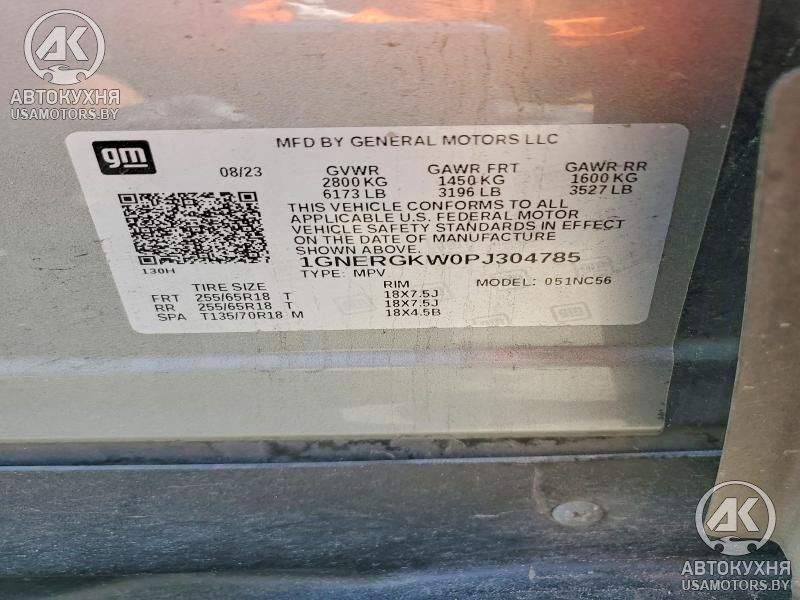 AK
АВТОКУХНЯ
USAMOTORS.BY
gm
MFD BY GENERAL MOTORS LLC
08/23 GVWR GAWR FRT GAWR RR
2800 KG 1450 KG 1600 KG
6173 LB 3196 LB 3527 LB
THIS VEHICLE CONFORMS TO ALL
APPLICABLE U.S. FEDERAL MOTOR
VEHICLE SAFETY STANDARDS IN EFFECT
ON THE DATE OF MANUFACTURE
SHOWN ABOVE.
130H 1GNERGKW0PJ304785
TYPE: MPV MODEL: 051NC56
TIRE SIZE RIM
FRT 255/65R18 T 18X7.5J
RR 255/65R18 T 18X7.5J
SPA T135/70R18 M 18X4.5B
AK
АВТОКУХНЯ
USAMOTORS.BY